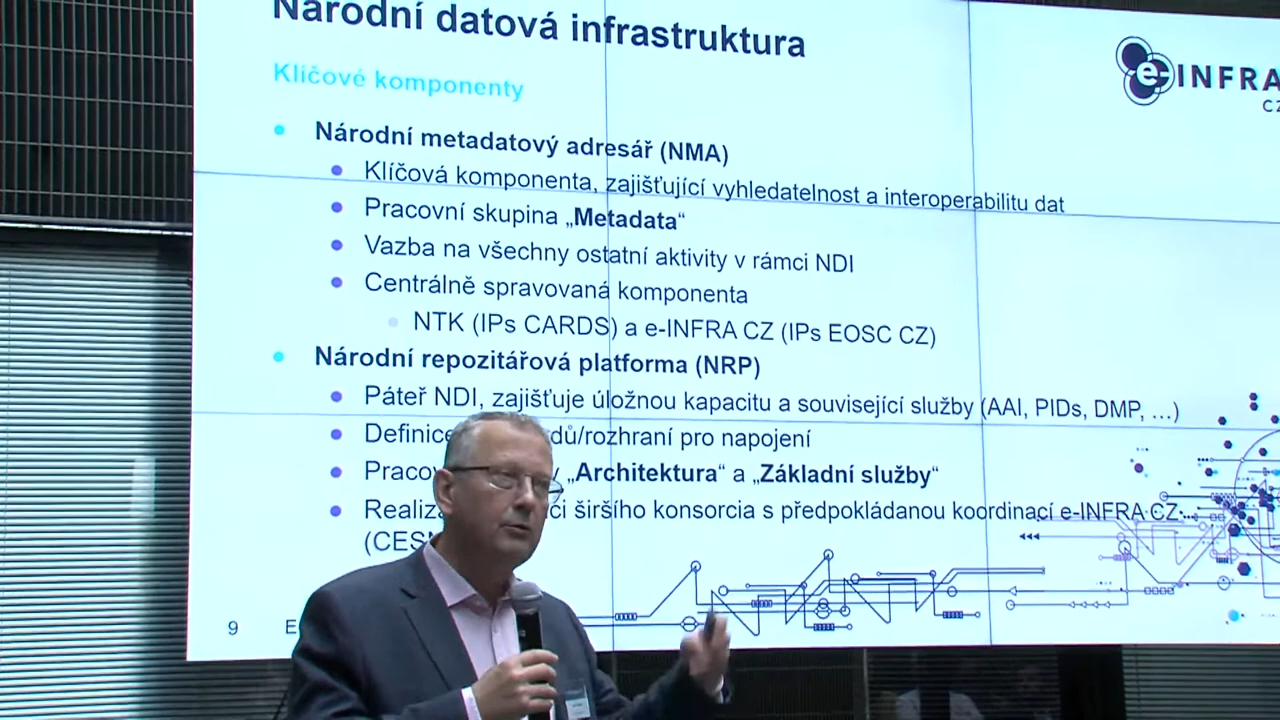 Národní datová infrastruktura
e-INFRA
CZ
Klíčové komponenty
Národní metadatový adresář (NMA)
Klíčová komponenta, zajišťující vyhledatelnost a interoperabilitu dat
Pracovní skupina „Metadata“
Vazba na všechny ostatní aktivity v rámci NDI
Centrálně spravovaná komponenta
NTK (IPs CARDS) a e-INFRA CZ (IPs EOSC CZ)
Národní repozitářová platforma (NRP)
Páteř NDI, zajišťuje úložnou kapacitu a související služby (AAI, PIDs, DMP, …)
Definice dů/rozhraní pro napojení
„Architektura“ a „Základní služby“
širšího konsorcia s předpokládanou koordinací e-INFRA CZ
9 E